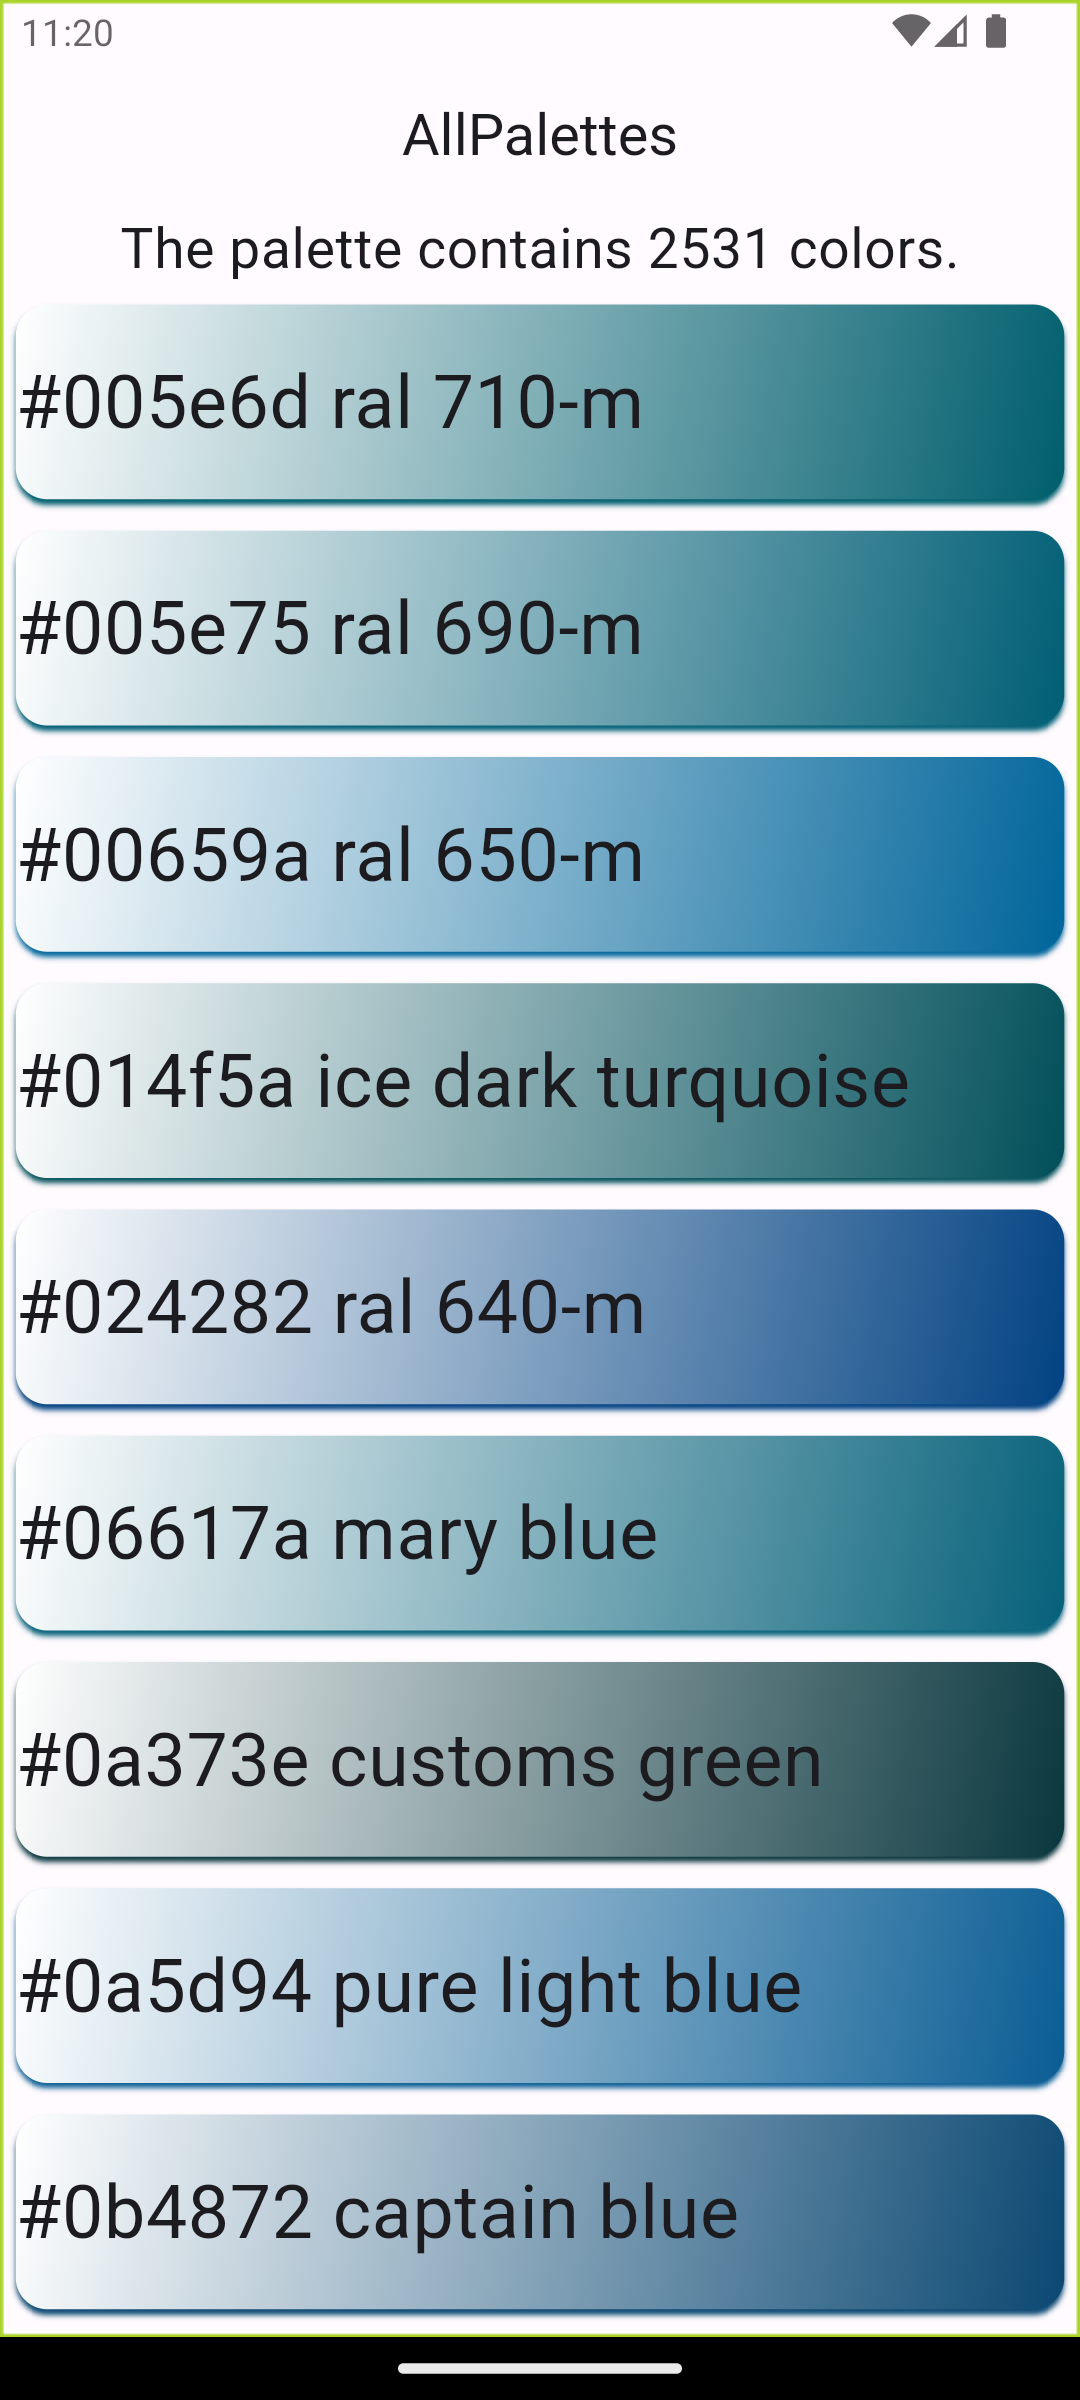 11:20
AllPalettes
The palette contains 2531 colors.
#005e6d ral 710-m
#005e75 ral 690-m
#00659a ral 650-m
#014f5a ice dark turquoise
#024282 ral 640-m
#06617a mary blue
#0a373e customs green
#0a5d94 pure light blue
#0b4872 captain blue